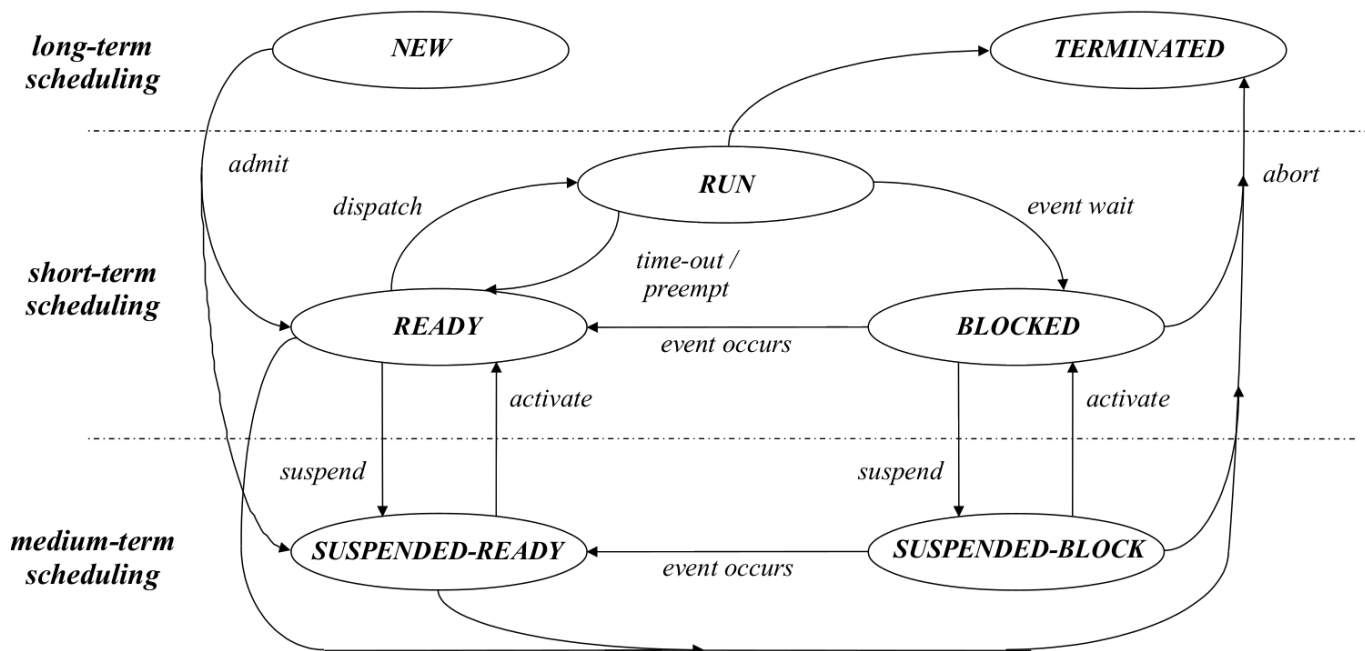 long-term
scheduling
NEW
TERMINATED
admit
RUN
abort
dispatch
event wait
short-term
scheduling
time-out /
preempt
READY
BLOCKED
event occurs
activate
activate
suspend
suspend
medium-term
scheduling
SUSPENDED-READY
SUSPENDED-BLOCK
event occurs